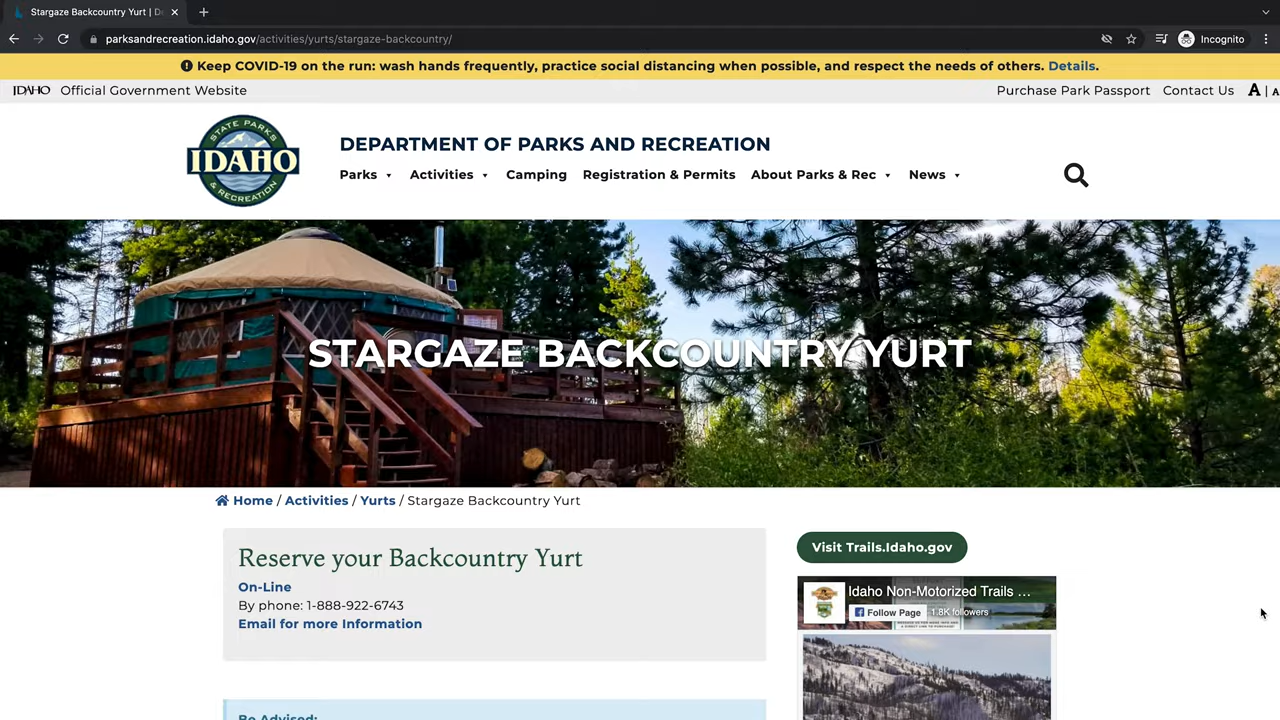 Stargaze Backcountry Yurt | D
parksandrecreation.idaho.gov/activities/yurts/stargaze-backcountry/
Incognito
Keep COVID-19 on the run: wash hands frequently, practice social distancing when possible, and respect the needs of others. Details.
IDAHO Official Government Website
Purchase Park Passport Contact Us A | A
STATE PARKS
IDAHO
& RECREATION
DEPARTMENT OF PARKS AND RECREATION
Parks Activities Camping Registration & Permits About Parks & Rec News
STARGAZE BACKCOUNTRY YURT
Home / Activities / Yurts / Stargaze Backcountry Yurt
Reserve your Backcountry Yurt
On-Line
By phone: 1-888-922-6743
Email for more Information
Visit Trails.Idaho.gov
Idaho Non-Motorized Trails ...
Follow Page 1.8K followers
Be Advised: